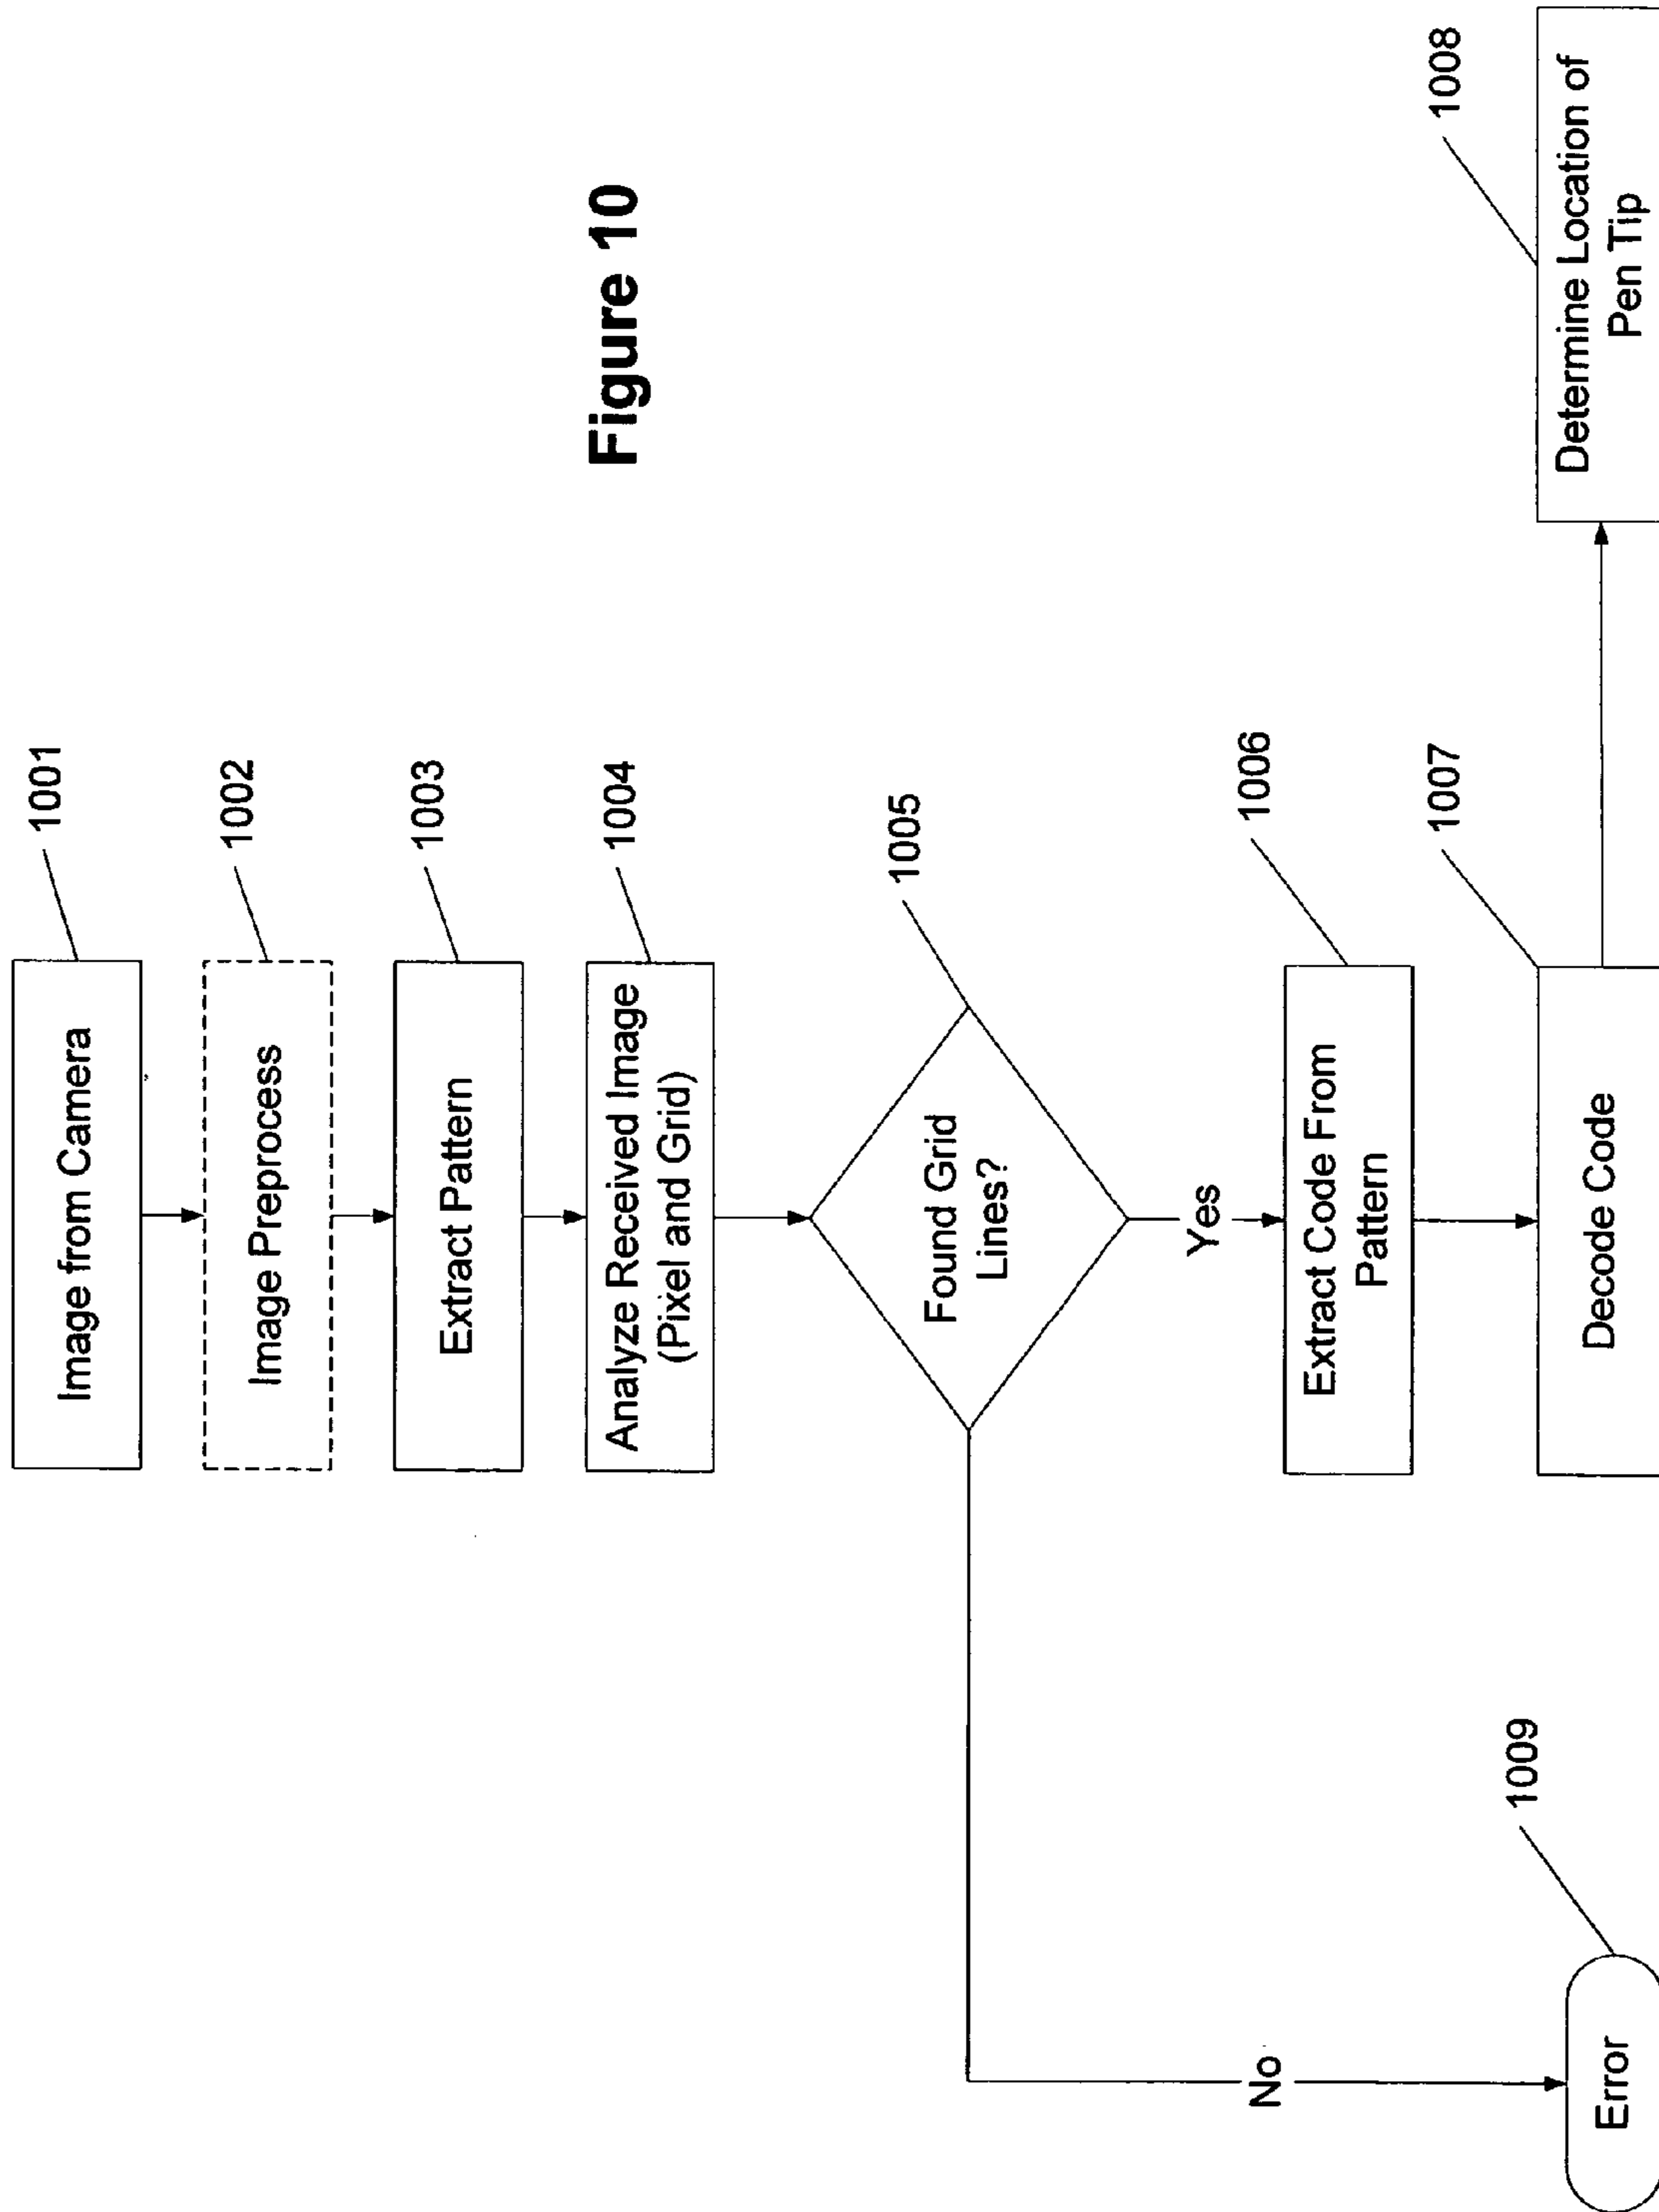 Image from Camera
1001
Image Preprocess
1002
Extract Pattern
1003
Analyze Received Image
(Pixel and Grid)
1004
Found Grid
Lines?
1005
Yes
No
Extract Code From
Pattern
1006
Decode Code
1007
Determine Location of
Pen Tip
1008
Error
1009
Figure 10